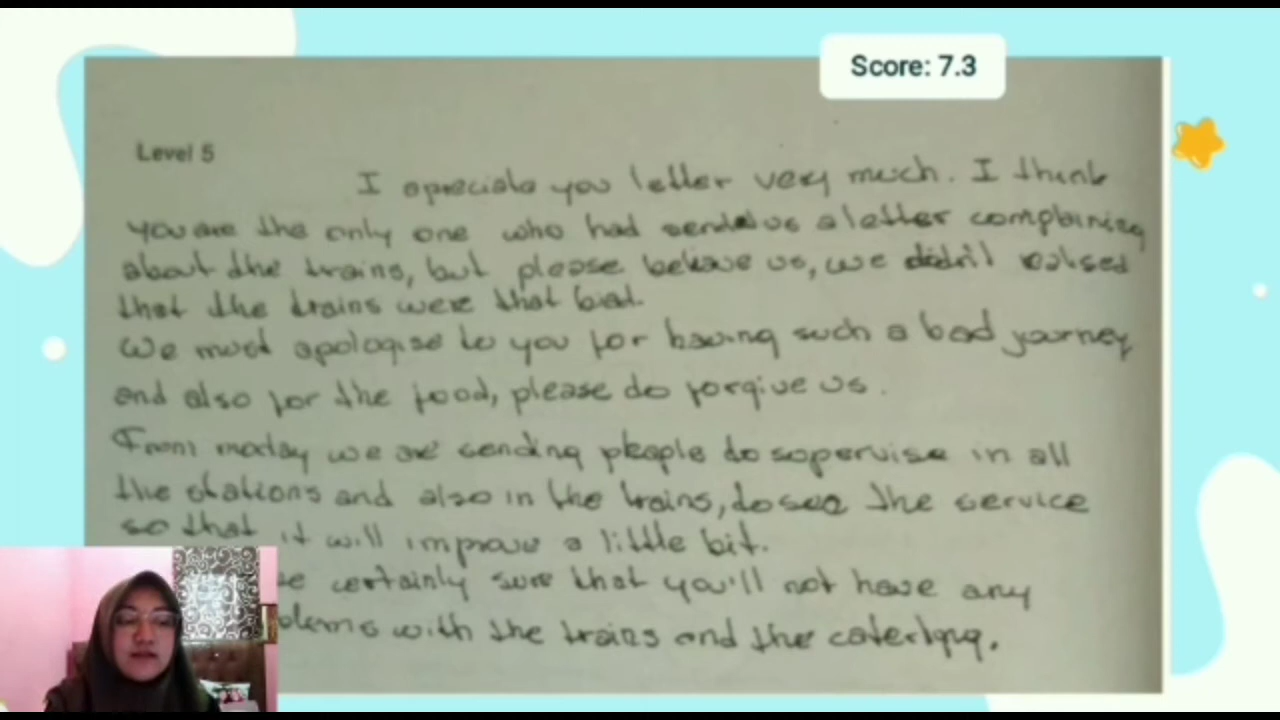 Score: 7.3
Level 5
I apreciate you letter very much. I think
you are the only one who had send us a letter complaining
about the trains, but please believe us, we didn't realised
that the trains were that bad.
We must apologise to you for having such a bad journey
and also for the food, please do forgive us.
From we are sending people to sopervise in all
the stations and also in the trains, to see the service
so that it will improve a little bit.
certainly sure that you'll not have any
with the trains and the